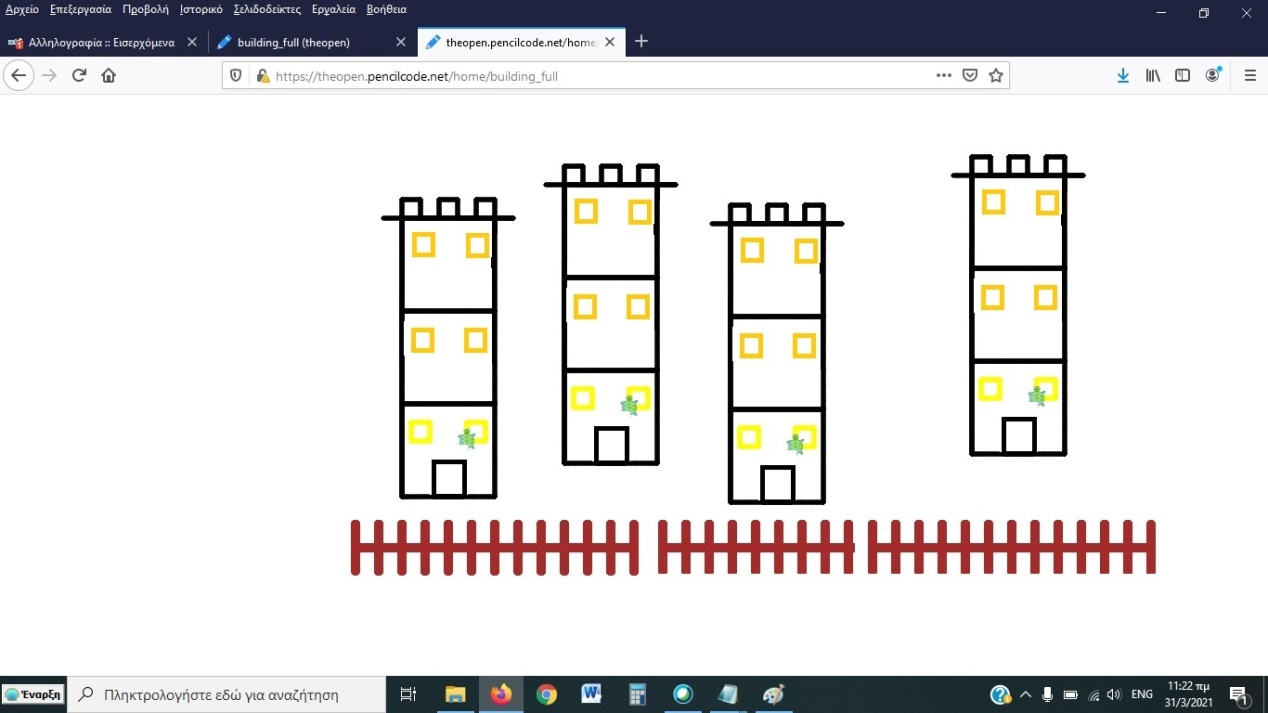 Αρχείο Επεξεργασία Προβολή Ιστορικό Σελιδοδείκτες Εργαλεία Βοήθεια
Αλληλογραφία :: Εισερχόμενα
building_full (theopen)
theopen.pencilcode.net/home/
https://theopen.pencilcode.net/home/building_full
Έναρξη
Πληκτρολογήστε εδώ για αναζήτηση
W
ENG
11:22 πμ
31/3/2021
1